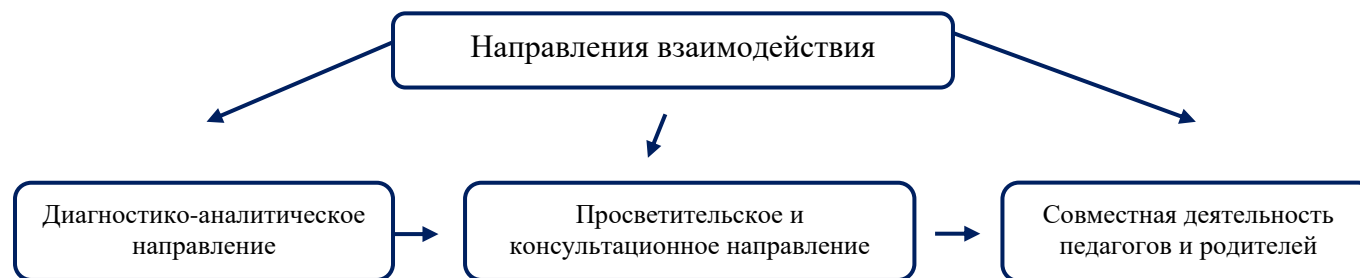 Направления взаимодействия
Диагностико-аналитическое
направление
Просветительское и
консультационное направление
Совместная деятельность
педагогов и родителей